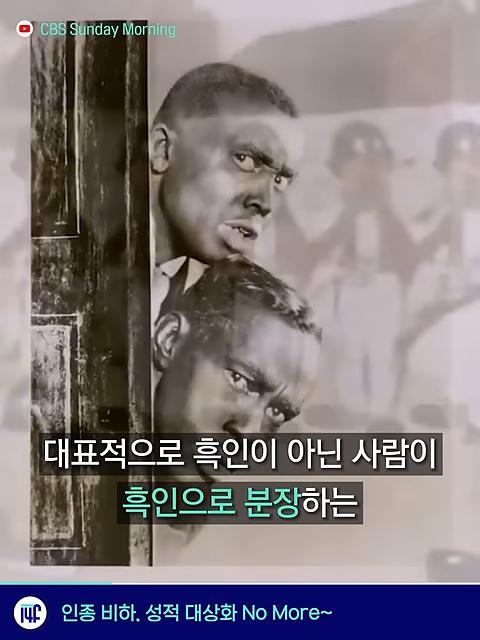 CBS Sunday Morning
대표적으로 흑인이 아닌 사람이
흑인으로 분장하는
14F
인종 비하, 성적 대상화 No More~